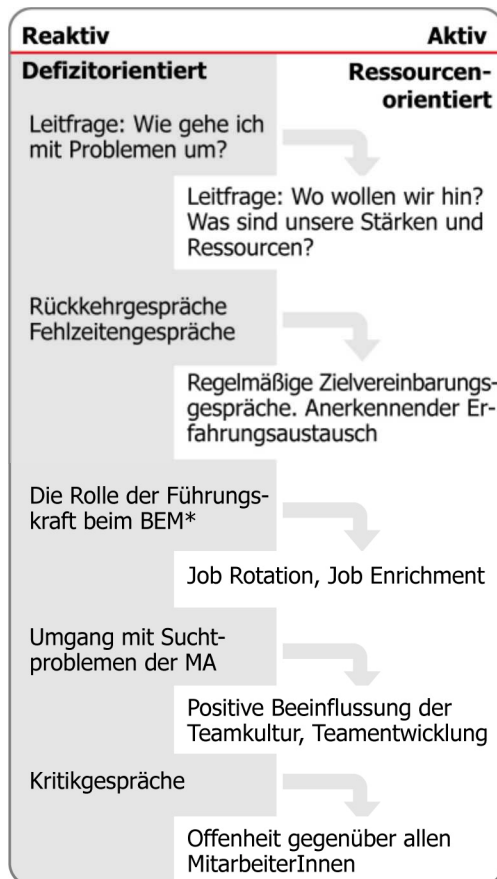 Reaktiv Aktiv
Defizitorientiert Ressourcen-
orientiert
Leitfrage: Wie gehe ich
mit Problemen um?
Leitfrage: Wo wollen wir hin?
Was sind unsere Stärken und
Ressourcen?
Rückkehrgespräche
Fehlzeitengespräche
Regelmäßige Zielvereinbarungs-
gespräche. Anerkennender Er-
fahrungsaustausch
Die Rolle der Führungs-
kraft beim BEM*
Job Rotation, Job Enrichment
Umgang mit Sucht-
problemen der MA
Positive Beeinflussung der
Teamkultur, Teamentwicklung
Kritikgespräche
Offenheit gegenüber allen
MitarbeiterInnen